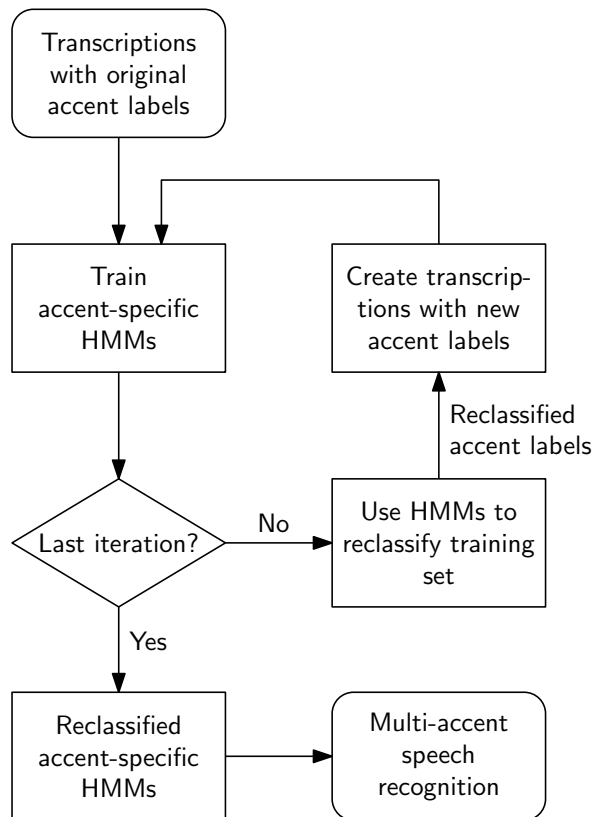 Transcriptions
with original
accent labels
Train
accent-specific
HMMs
Create transcrip-
tions with new
accent labels
Reclassified
accent labels
Last iteration?
No
Use HMMs to
reclassify training
set
Yes
Reclassified
accent-specific
HMMs
Multi-accent
speech
recognition